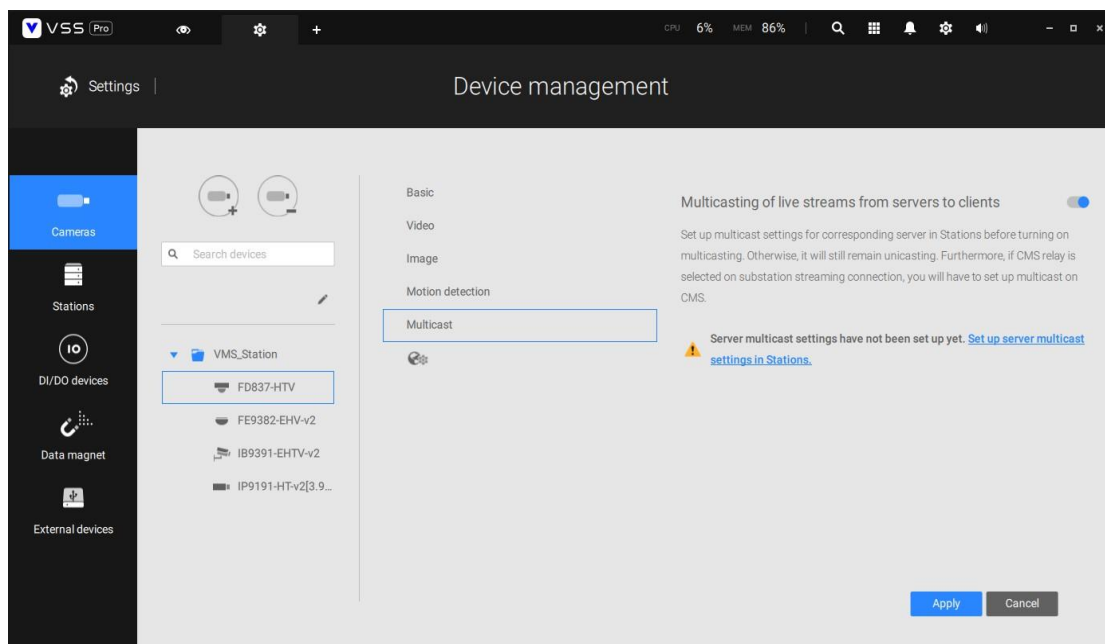 VSS Pro
+
CPU 6% MEM 86%
Settings
Device management
Cameras
Stations
IO
DI/DO devices
Data magnet
External devices
Search devices
VMS_Station
FD837-HTV
FE9382-EHV-v2
IB9391-EHTV-v2
IP9191-HT-v2[3.9...
Basic
Video
Image
Motion detection
Multicast
Multicasting of live streams from servers to clients
Set up multicast settings for corresponding server in Stations before turning on
multicasting. Otherwise, it will still remain unicasting. Furthermore, if CMS relay is
selected on substation streaming connection, you will have to set up multicast on
CMS.
Server multicast settings have not been set up yet. Set up server multicast
settings in Stations.
Apply
Cancel